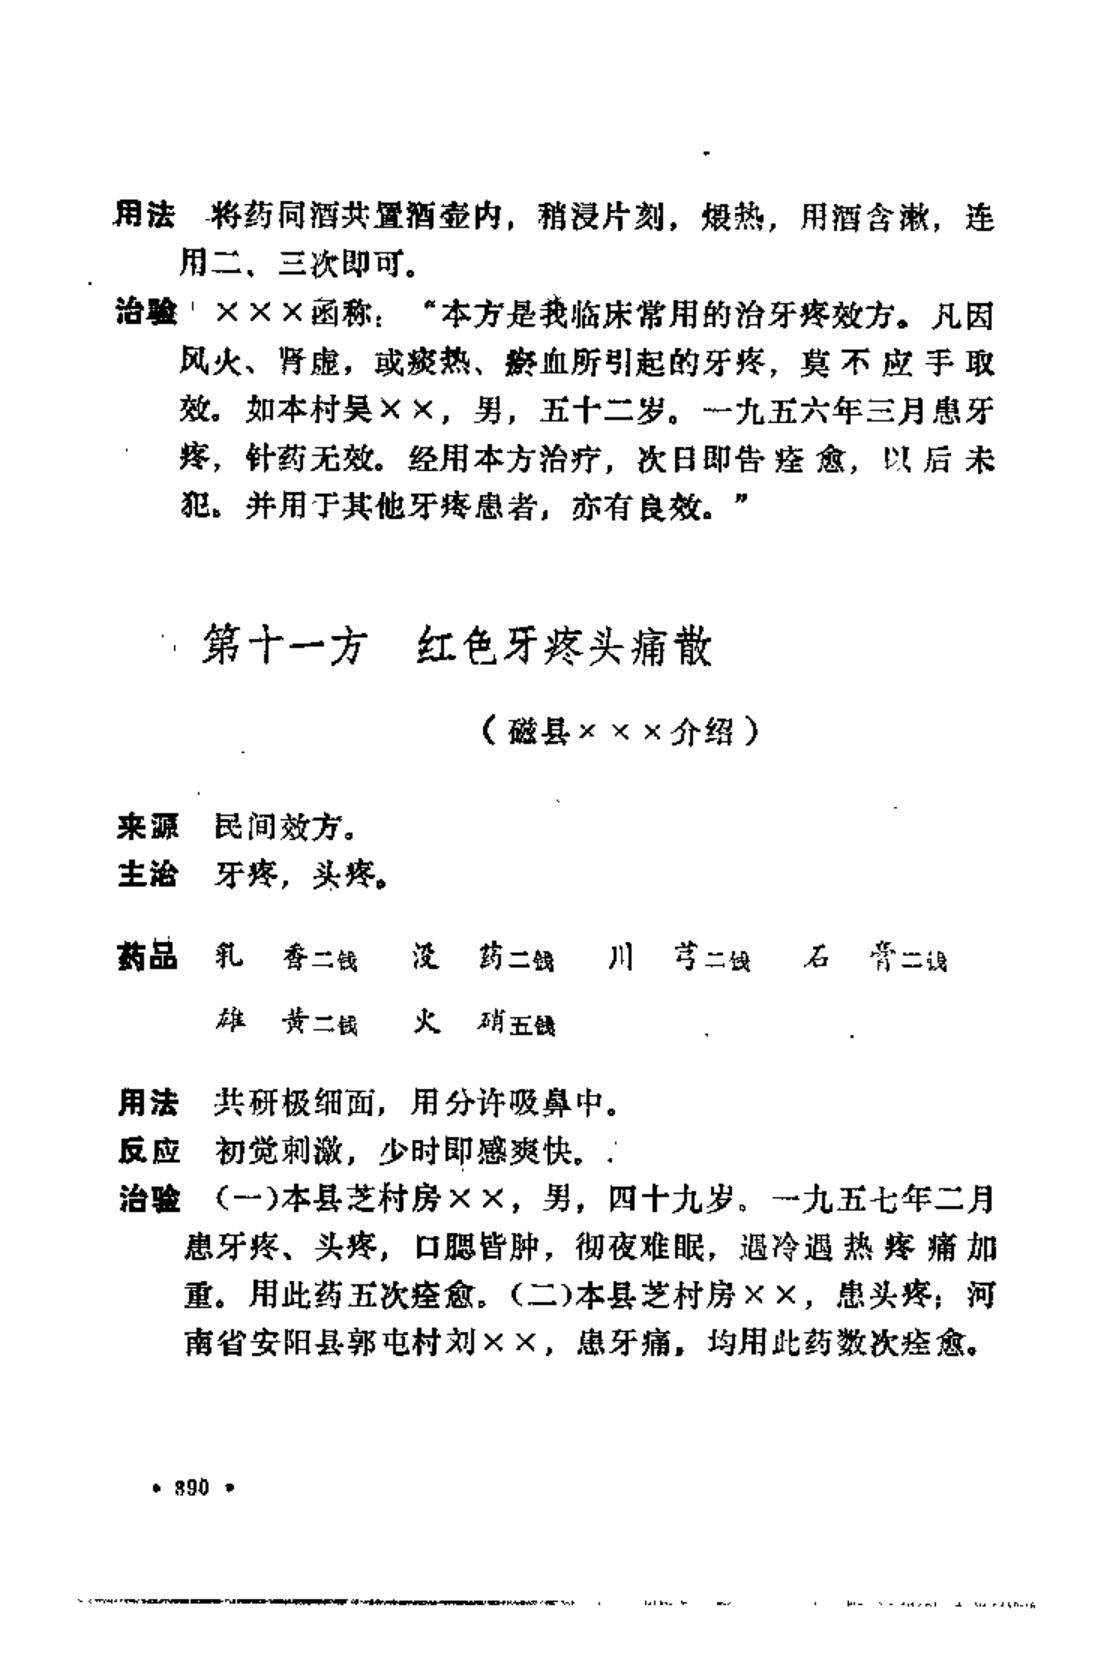 用法 将药同酒共置酒壶内，稍浸片刻，煨热，用酒含漱，连
用二、三次即可。
治验 ×××函称：“本方是我临床常用的治牙疼效方。凡因
风火、肾虚，或痰热、瘀血所引起的牙疼，莫不应手取
效。如本村吴××，男，五十二岁。一九五六年三月患牙
疼，针药无效。经用本方治疗，次日即告痊愈，以后未
犯。并用于其他牙疼患者，亦有良效。”
第十一方 红色牙疼头痛散
（磁县×××介绍）
来源 民间效方。
主治 牙疼，头疼。
药品 乳香二钱 没药二钱 川芎二钱 石膏二钱
雄黄二钱 火硝五钱
用法 共研极细面，用分许吸鼻中。
反应 初觉刺激，少时即感爽快。
治验 （一）本县芝村房××，男，四十九岁。一九五七年二月
患牙疼、头疼，口腮皆肿，彻夜难眠，遇冷遇热疼痛加
重。用此药五次痊愈。（二）本县芝村房××，患头疼；河
南省安阳县郭屯村刘××，患牙痛，均用此药数次痊愈。
• 890 •